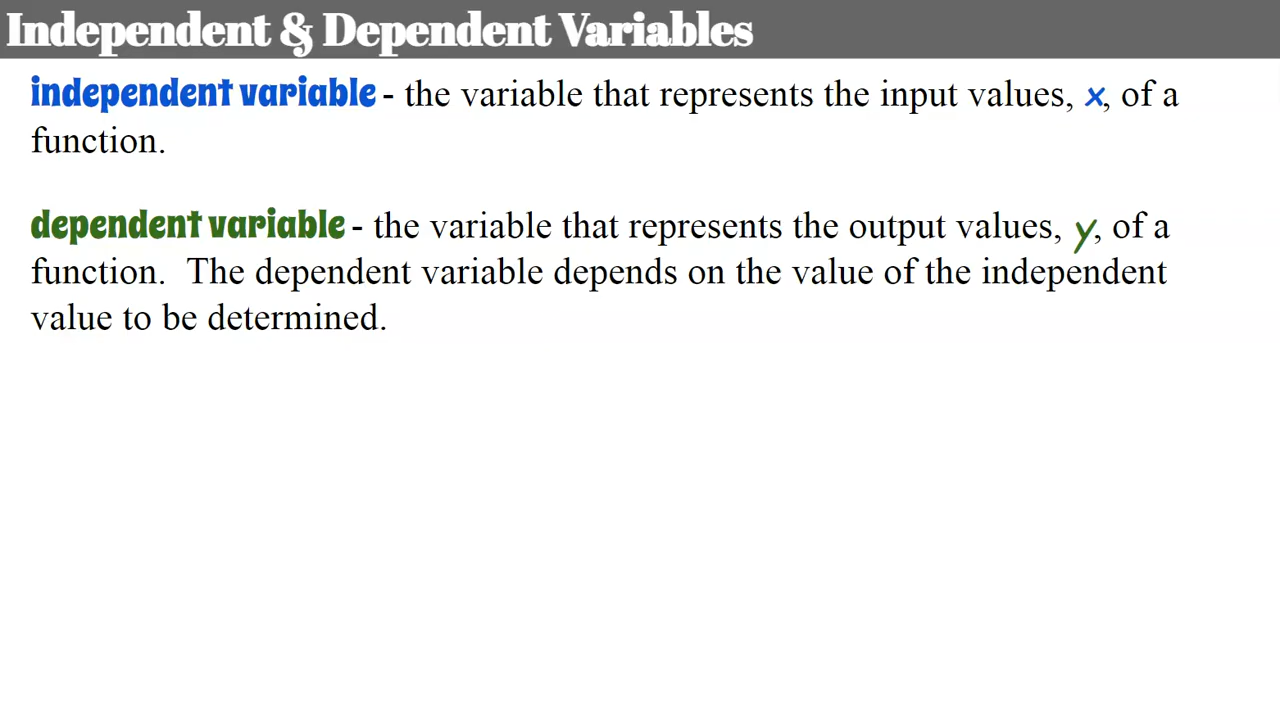 Independent & Dependent Variables
independent variable - the variable that represents the input values, x, of a
function.
dependent variable - the variable that represents the output values, y, of a
function.  The dependent variable depends on the value of the independent
value to be determined.